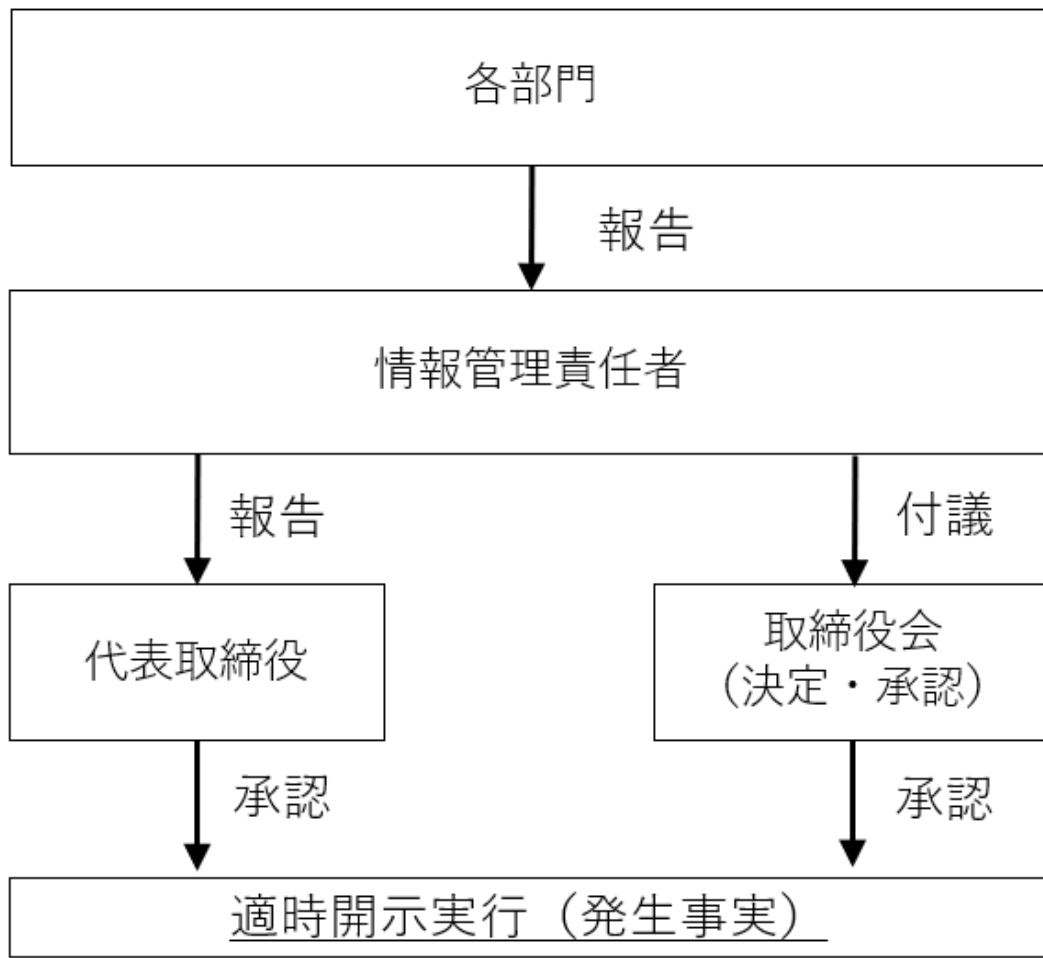 各部門
報告
情報管理責任者
報告
付議
代表取締役
取締役会
（決定・承認）
承認
承認
適時開示実行（発生事実）